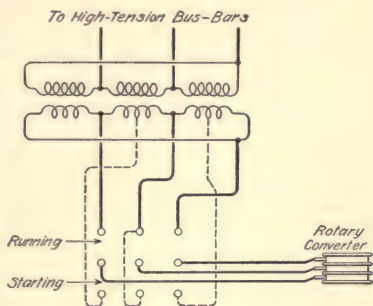 To High-Tension Bus-Bars
Running
Rotary
Converter
Starting